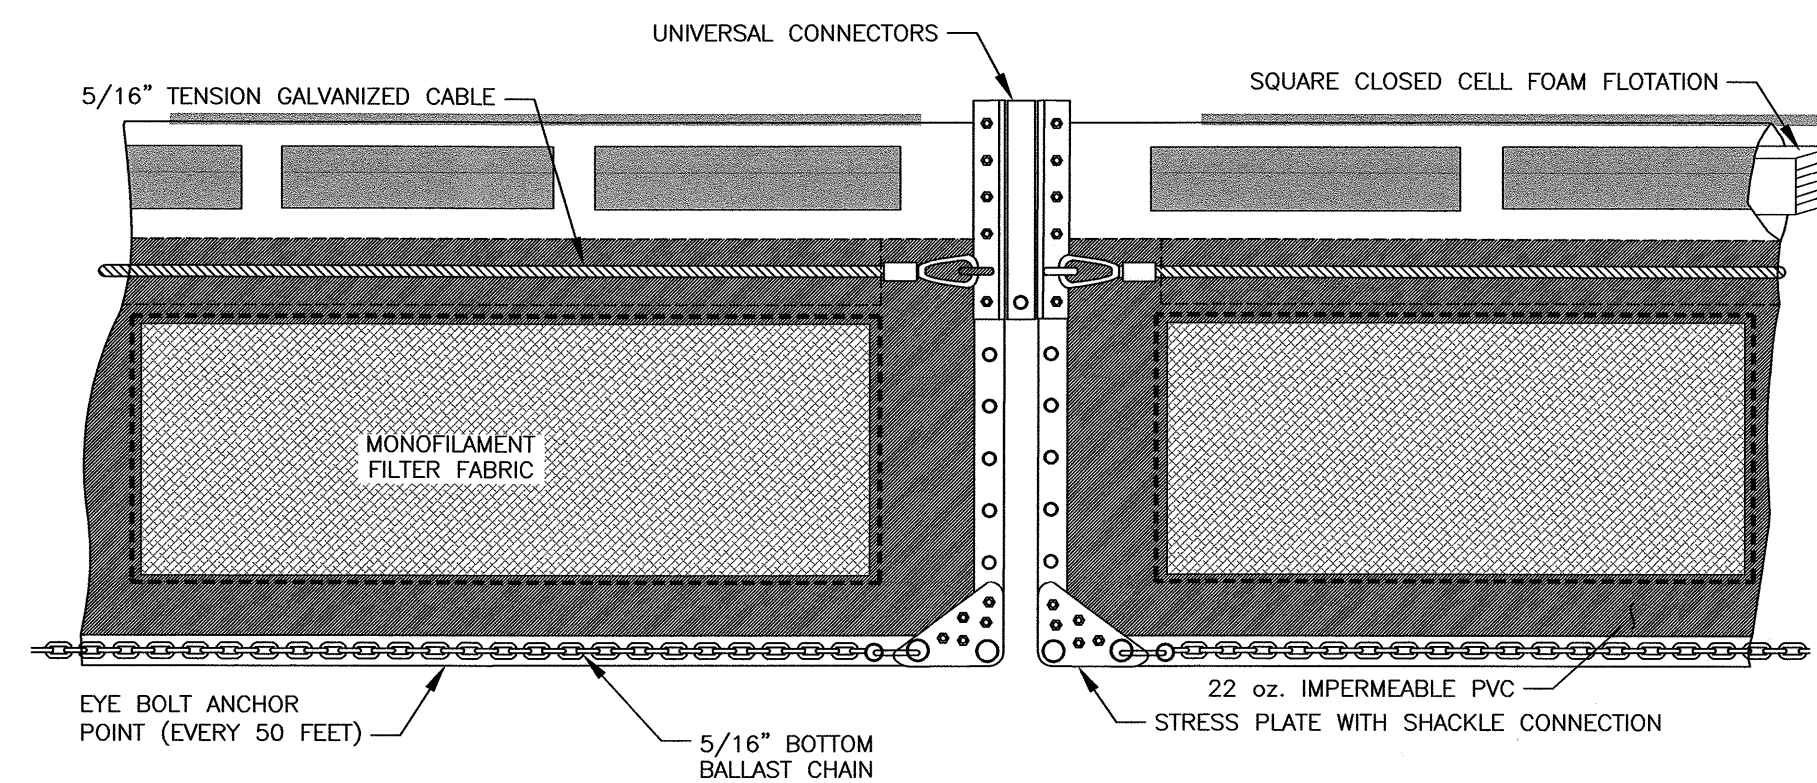 UNIVERSAL CONNECTORS
5/16" TENSION GALVANIZED CABLE
SQUARE CLOSED CELL FOAM FLOTATION
MONOFILAMENT
FILTER FABRIC
22 oz. IMPERMEABLE PVC
EYE BOLT ANCHOR
POINT (EVERY 50 FEET)
STRESS PLATE WITH SHACKLE CONNECTION
5/16" BOTTOM
BALLAST CHAIN